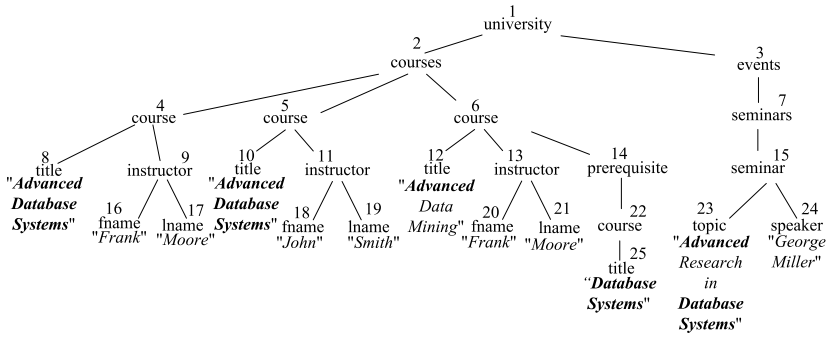 1
university
2
courses
3
events
4
course
5
course
6
course
7
seminars
8
title
"Advanced
Database
Systems"
9
instructor
10
title
"Advanced
Database
Systems"
11
instructor
12
title
"Advanced
Data
Mining"
13
instructor
14
prerequisite
15
seminar
16
fname
"Frank"
17
lname
"Moore"
18
fname
"John"
19
lname
"Smith"
20
fname
"Frank"
21
lname
"Moore"
22
course
23
topic
"Advanced
Research
in
Database
Systems"
24
speaker
"George
Miller"
25
title
“Database
Systems"